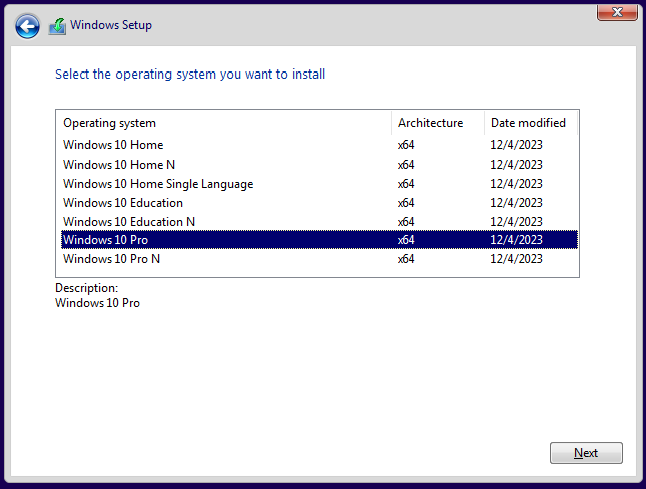 Windows Setup
Select the operating system you want to install
Operating system Architecture Date modified
Windows 10 Home x64 12/4/2023
Windows 10 Home N x64 12/4/2023
Windows 10 Home Single Language x64 12/4/2023
Windows 10 Education x64 12/4/2023
Windows 10 Education N x64 12/4/2023
Windows 10 Pro x64 12/4/2023
Windows 10 Pro N x64 12/4/2023
Description:
Windows 10 Pro
Next